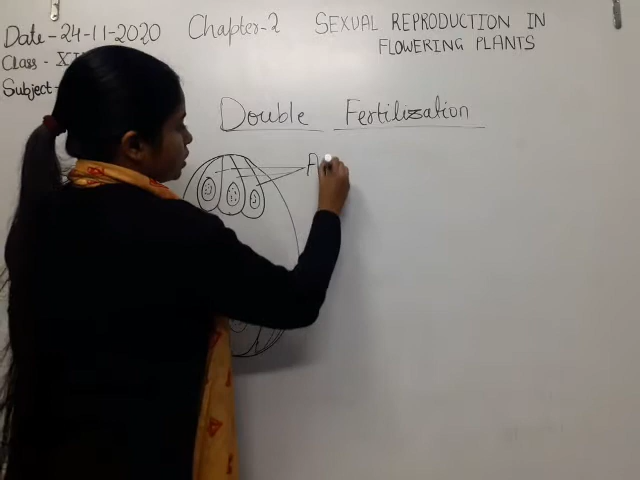 Date-24-11-2020 Chapter-2 SEXUAL REPRODUCTION IN
FLOWERING PLANTS
Class - XI
Subject-
Double Fertilization
A